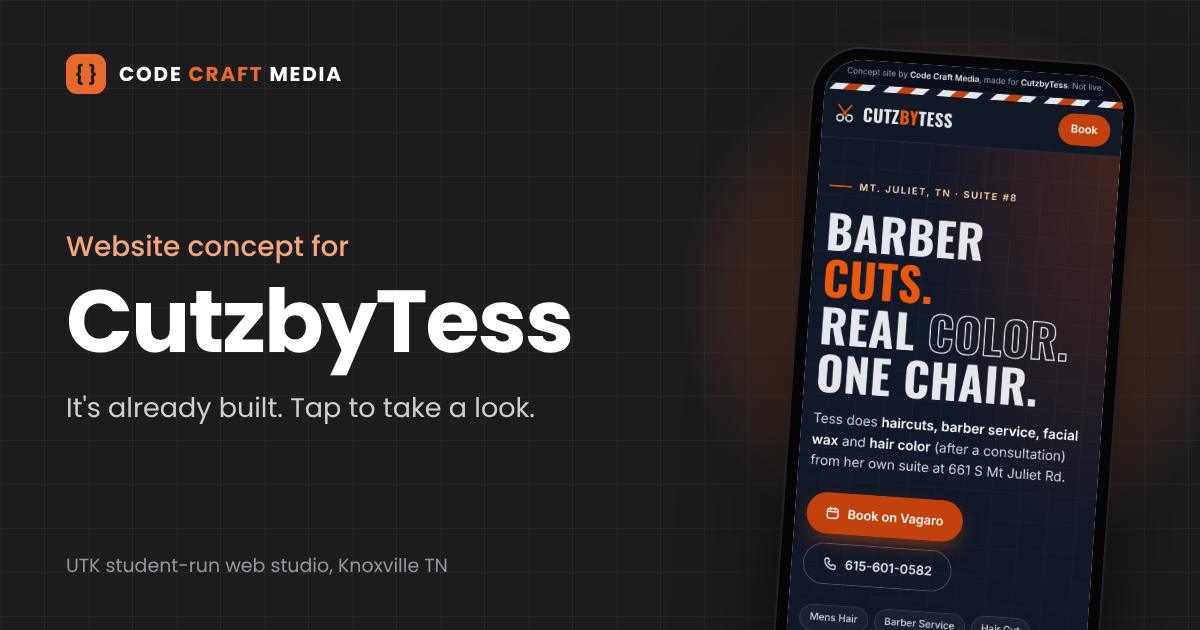 { } CODE CRAFT MEDIA
Website concept for
CutzbyTess
It's already built. Tap to take a look.
UTK student-run web studio, Knoxville TN
Concept site by Code Craft Media, made for CutzbyTess. Not live.
CUTZBYTESS
Book
MT. JULIET, TN · SUITE #8
BARBER
CUTS.
REAL COLOR.
ONE CHAIR.
Tess does haircuts, barber service, facial
wax and hair color (after a consultation)
from her own suite at 661 S Mt Juliet Rd.
Book on Vagaro
615-601-0582
Mens Hair Barber Service Hair Cut